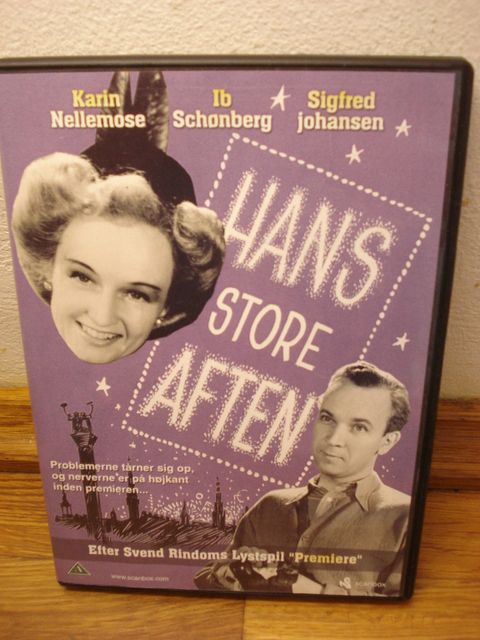 Karin Ib Sigfred
Nellemose Schønberg johansen
HANS
STORE
AFTEN
Problemerne tårner sig op,
og nerverne er på højkant
inden premieren...
Efter Svend Rindoms Lystspil "Premiere"
www.scanbox.com
scanbox